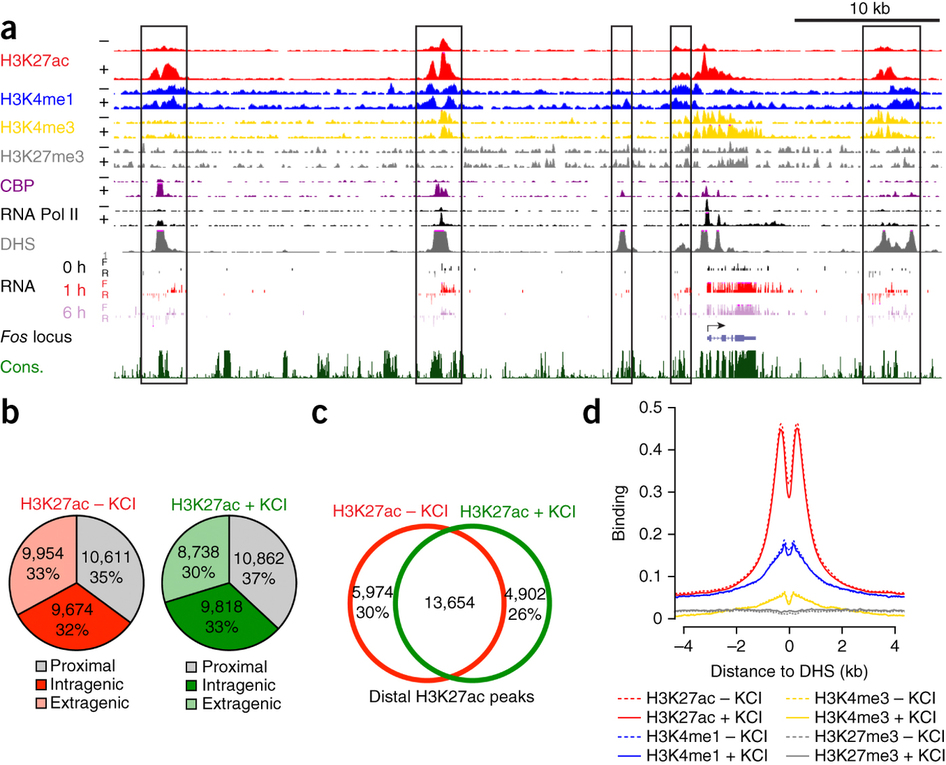 a
10 kb
H3K27ac
–
+
H3K4me1
–
+
H3K4me3
–
+
H3K27me3
–
+
CBP
–
+
RNA Pol II
–
+
DHS
1
RNA
0 h
F
R
1 h
F
R
6 h
F
R
Fos locus
Cons.
b
H3K27ac – KCl
9,954
33%
10,611
35%
9,674
32%
Proximal
Intragenic
Extragenic
H3K27ac + KCl
8,738
30%
10,862
37%
9,818
33%
Proximal
Intragenic
Extragenic
c
H3K27ac – KCl
H3K27ac + KCl
5,974
30%
13,654
4,902
26%
Distal H3K27ac peaks
d
Binding
0.5
0.4
0.3
0.2
0.1
0
–4 –2 0 2 4
Distance to DHS (kb)
H3K27ac – KCl
H3K27ac + KCl
H3K4me1 – KCl
H3K4me1 + KCl
H3K4me3 – KCl
H3K4me3 + KCl
H3K27me3 – KCl
H3K27me3 + KCl